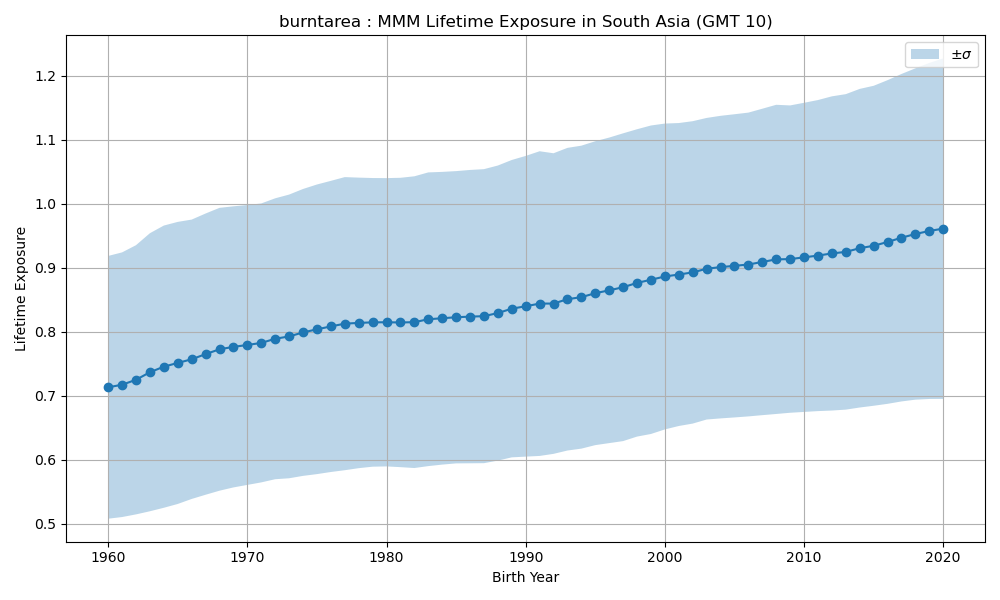 burntarea : MMM Lifetime Exposure in South Asia (GMT 10)
±σ
Lifetime Exposure
1.2
1.1
1.0
0.9
0.8
0.7
0.6
0.5
1960 1970 1980 1990 2000 2010 2020
Birth Year